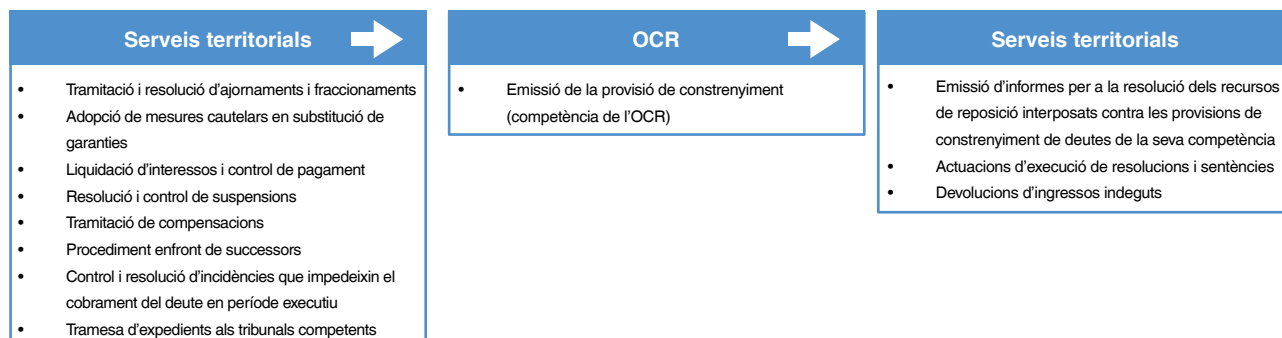 Serveis territorials
• Tramitació i resolució d'ajornaments i fraccionaments
• Adopció de mesures cautelars en substitució de
garanties
• Liquidació d'interessos i control de pagament
• Resolució i control de suspensions
• Tramitació de compensacions
• Procediment enfront de successors
• Control i resolució d'incidències que impedeixin el
cobrament del deute en període executiu
• Tramesa d'expedients als tribunals competents
OCR
• Emissió de la provisió de constrenyiment
(competència de l'OCR)
Serveis territorials
• Emissió d'informes per a la resolució dels recursos
de reposició interposats contra les provisions de
constrenyiment de deutes de la seva competència
• Actuacions d'execució de resolucions i sentències
• Devolucions d'ingressos indeguts